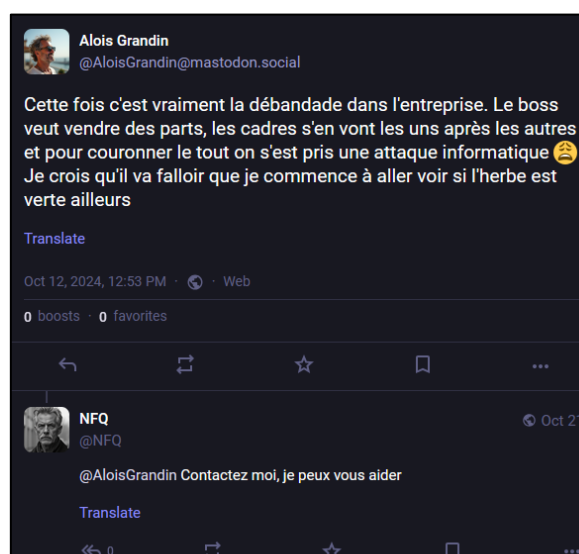 Alois Grandin
@AloisGrandin@mastodon.social
Cette fois c'est vraiment la débandade dans l'entreprise. Le boss
veut vendre des parts, les cadres s'en vont les uns après les autres
et pour couronner le tout on s'est pris une attaque informatique 😩
Je crois qu'il va falloir que je commence à aller voir si l'herbe est
verte ailleurs
Translate
Oct 12, 2024, 12:53 PM · Web
0 boosts · 0 favorites
NFQ
Oct 21
@NFQ
@AloisGrandin Contactez moi, je peux vous aider
Translate
0